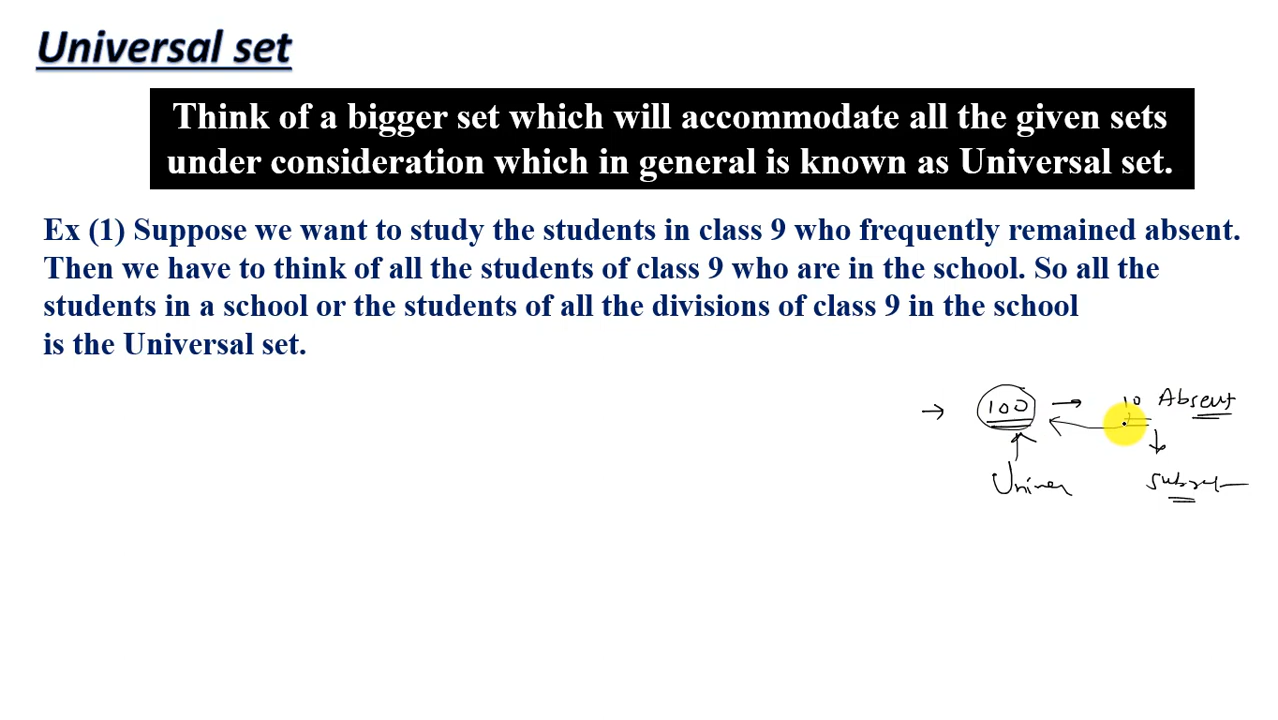 Universal set
Think of a bigger set which will accommodate all the given sets
under consideration which in general is known as Universal set.
Ex (1) Suppose we want to study the students in class 9 who frequently remained absent.
Then we have to think of all the students of class 9 who are in the school. So all the
students in a school or the students of all the divisions of class 9 in the school
is the Universal set.
→ 100 → 10 Absent
Univer subset